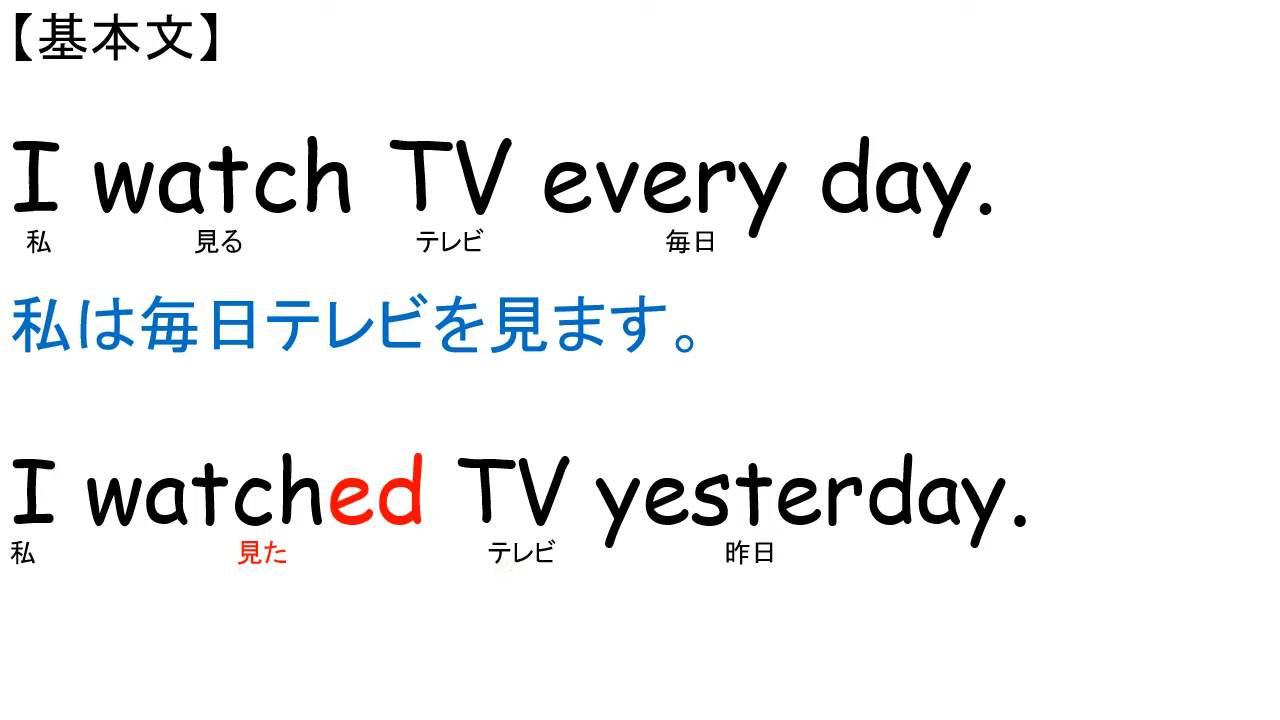 【基本文】
I watch TV every day.
私 見る テレビ 毎日
私は毎日テレビを見ます。
I watched TV yesterday.
私 見た テレビ 昨日